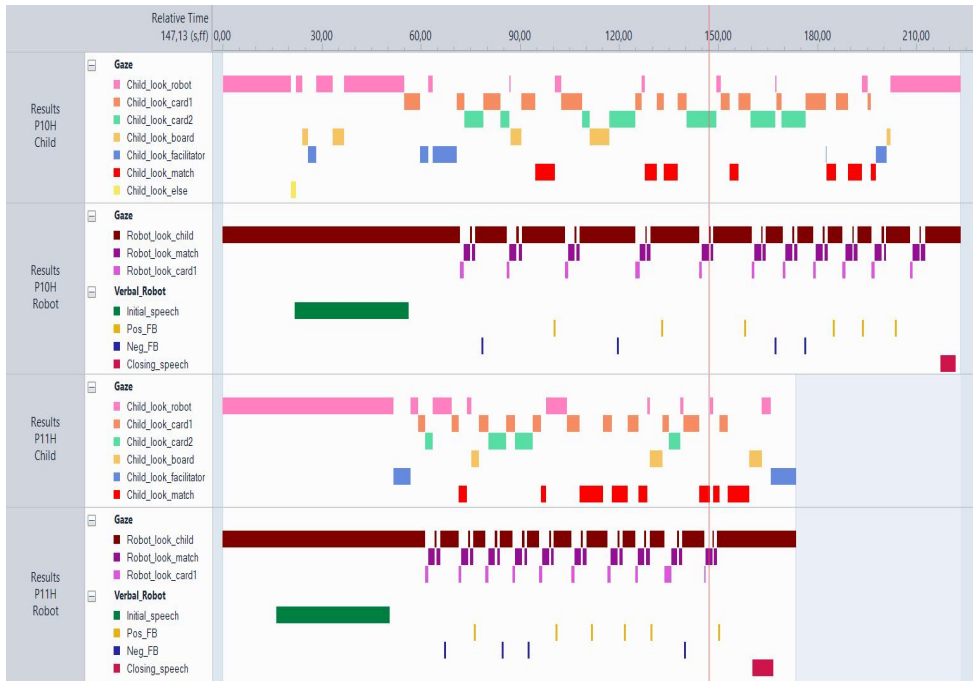 Relative Time
147,13 (s,ff) 0,00 30,00 60,00 90,00 120,00 150,00 180,00 210,00
Results
P10H
Child
Gaze
Child_look_robot
Child_look_card1
Child_look_card2
Child_look_board
Child_look_facilitator
Child_look_match
Child_look_else
Results
P10H
Robot
Gaze
Robot_look_child
Robot_look_match
Robot_look_card1
Verbal_Robot
Initial_speech
Pos_FB
Neg_FB
Closing_speech
Results
P11H
Child
Gaze
Child_look_robot
Child_look_card1
Child_look_card2
Child_look_board
Child_look_facilitator
Child_look_match
Results
P11H
Robot
Gaze
Robot_look_child
Robot_look_match
Robot_look_card1
Verbal_Robot
Initial_speech
Pos_FB
Neg_FB
Closing_speech